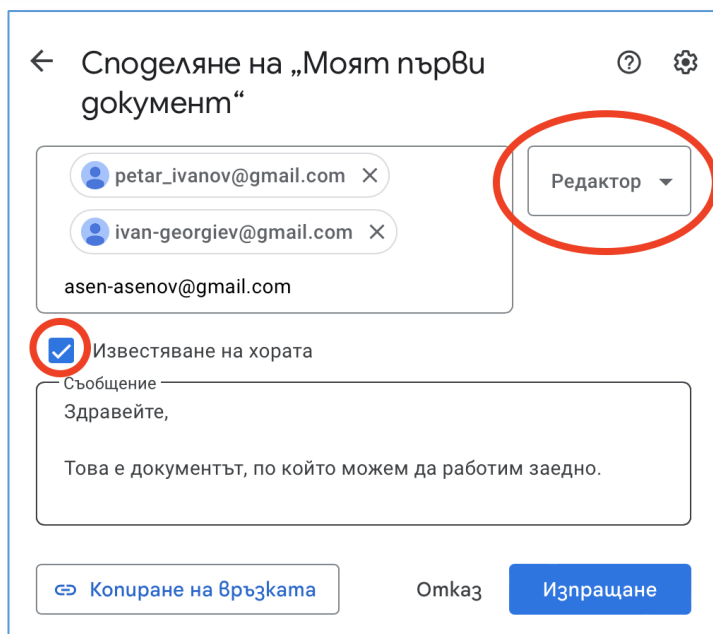 Споделяне на „Моят първи
документ“
petar_ivanov@gmail.com
Редактор
ivan-georgiev@gmail.com
asen-asenov@gmail.com
Известяване на хората
Съобщение
Здравейте,
Това е документът, по който можем да работим заедно.
Копиране на връзката
Отказ
Изпращане